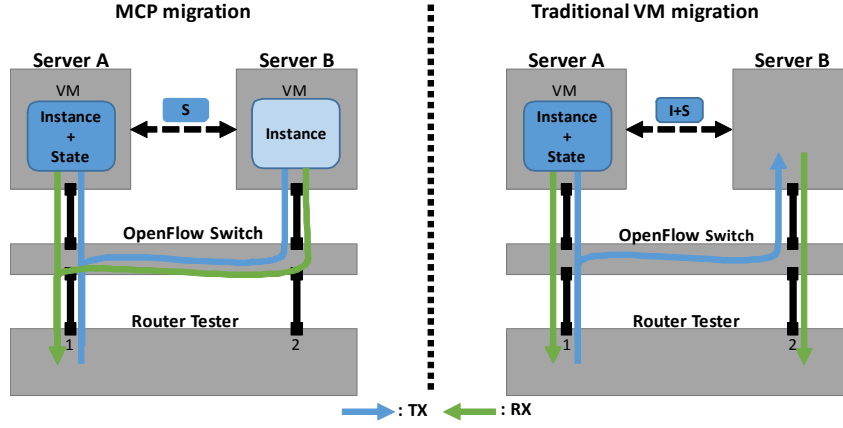 MCP migration
Traditional VM migration
Server A
Server B
Server A
Server B
VM
VM
VM
S
I+S
Instance
+
State
Instance
Instance
+
State
OpenFlow Switch
OpenFlow Switch
Router Tester
Router Tester
1
2
1
2
: TX
: RX